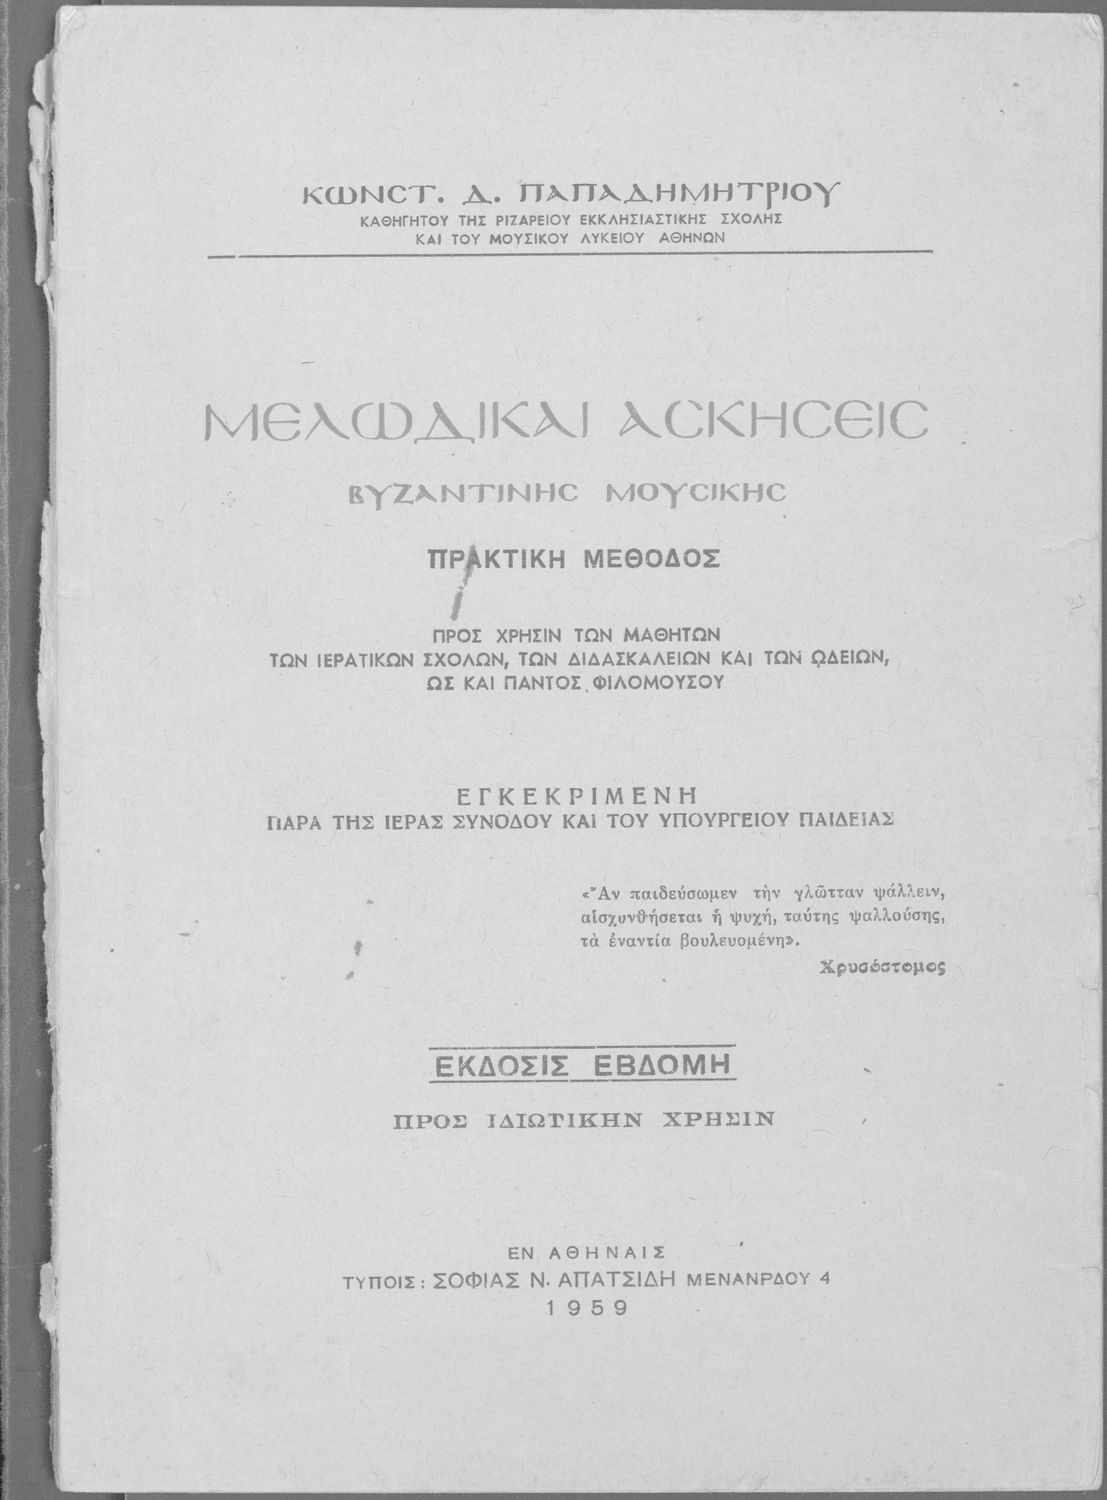 ΚΩΝΣΤ. Δ. ΠΑΠΑΔΗΜΗΤΡΙΟΥ
ΚΑΘΗΓΗΤΟΥ ΤΗΣ ΡΙΖΑΡΕΙΟΥ ΕΚΚΛΗΣΙΑΣΤΙΚΗΣ ΣΧΟΛΗΣ
ΚΑΙ ΤΟΥ ΜΟΥΣΙΚΟΥ ΛΥΚΕΙΟΥ ΑΘΗΝΩΝ
ΜΕΛΩΔΙΚΑΙ ΑΣΚΗΣΕΙΣ
ΒΥΖΑΝΤΙΝΗΣ ΜΟΥΣΙΚΗΣ
ΠΡΑΚΤΙΚΗ ΜΕΘΟΔΟΣ
ΠΡΟΣ ΧΡΗΣΙΝ ΤΩΝ ΜΑΘΗΤΩΝ
ΤΩΝ ΙΕΡΑΤΙΚΩΝ ΣΧΟΛΩΝ, ΤΩΝ ΔΙΔΑΣΚΑΛΕΙΩΝ ΚΑΙ ΤΩΝ ΩΔΕΙΩΝ,
ΩΣ ΚΑΙ ΠΑΝΤΟΣ ΦΙΛΟΜΟΥΣΟΥ
ΕΓΚΕΚΡΙΜΕΝΗ
ΠΑΡΑ ΤΗΣ ΙΕΡΑΣ ΣΥΝΟΔΟΥ ΚΑΙ ΤΟΥ ΥΠΟΥΡΓΕΙΟΥ ΠΑΙΔΕΙΑΣ
«Ἂν παιδεύσωμεν τὴν γλῶτταν ψάλλειν,
αἰσχυνθήσεται ἡ ψυχή, ταύτης ψαλλούσης,
τὰ ἐναντία βουλευομένη».
Χρυσόστομος
ΕΚΔΟΣΙΣ ΕΒΔΟΜΗ
ΠΡΟΣ ΙΔΙΩΤΙΚΗΝ ΧΡΗΣΙΝ
ΕΝ ΑΘΗΝΑΙΣ
ΤΥΠΟΙΣ: ΣΟΦΙΑΣ Ν. ΑΠΑΤΣΙΔΗ ΜΕΝΑΝΡΔΟΥ 4
1959